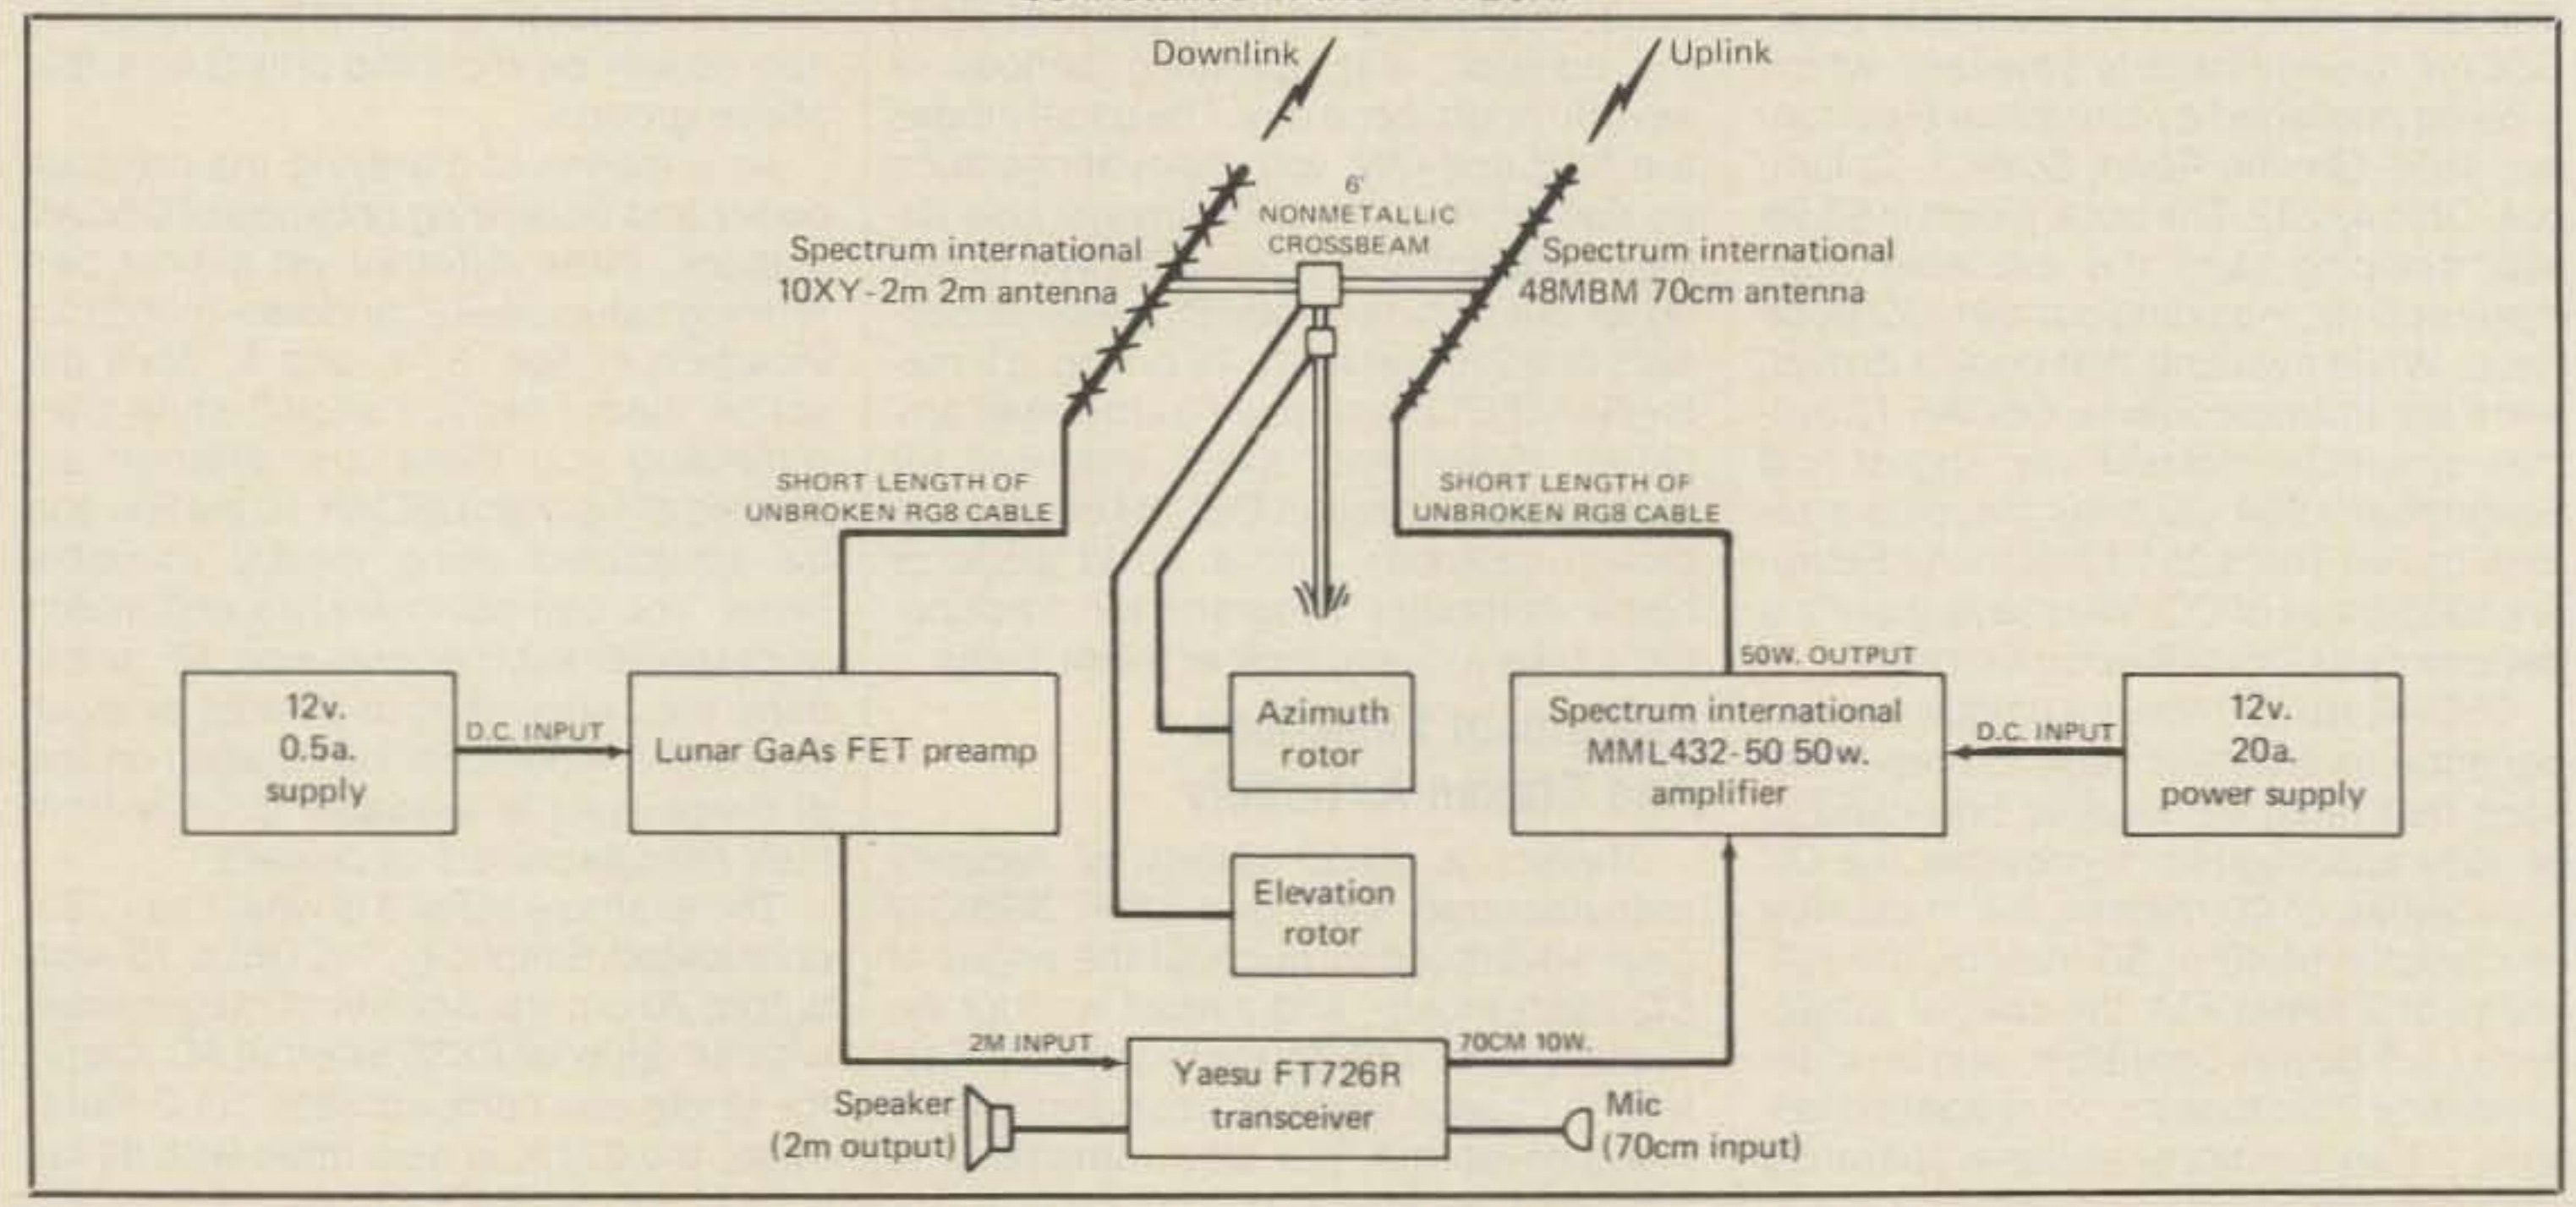 Downlink
Uplink
6'
NONMETALLIC
CROSSBEAM
Spectrum international
10XY-2m 2m antenna
Spectrum international
48MBM 70cm antenna
SHORT LENGTH OF
UNBROKEN RG8 CABLE
SHORT LENGTH OF
UNBROKEN RG8 CABLE
50W. OUTPUT
12v.
0.5a.
supply
D.C. INPUT
Lunar GaAs FET preamp
Azimuth
rotor
Spectrum international
MML432-50 50w.
amplifier
D.C. INPUT
12v.
20a.
power supply
Elevation
rotor
2M INPUT
70CM 10W.
Yaesu FT726R
transceiver
Speaker
(2m output)
Mic
(70cm input)